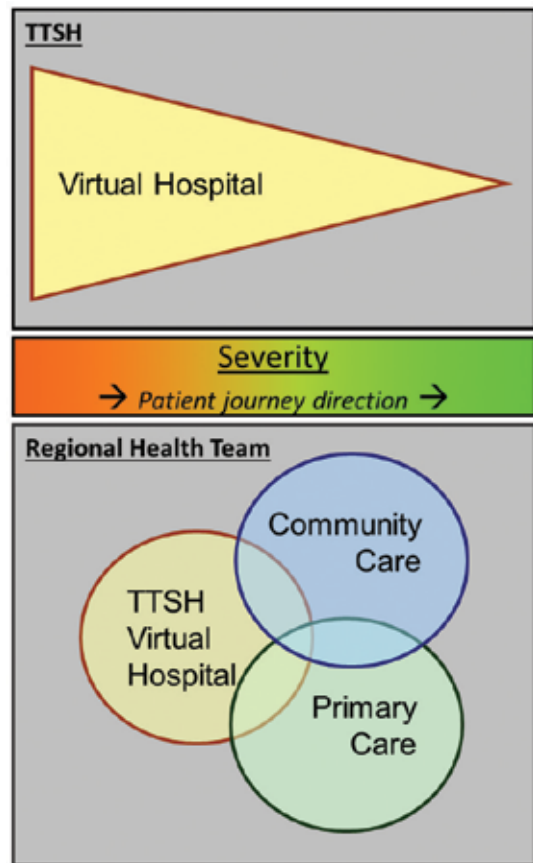 TTSH
Virtual Hospital
Severity
→ Patient journey direction →
Regional Health Team
Community
Care
TTSH
Virtual
Hospital
Primary
Care